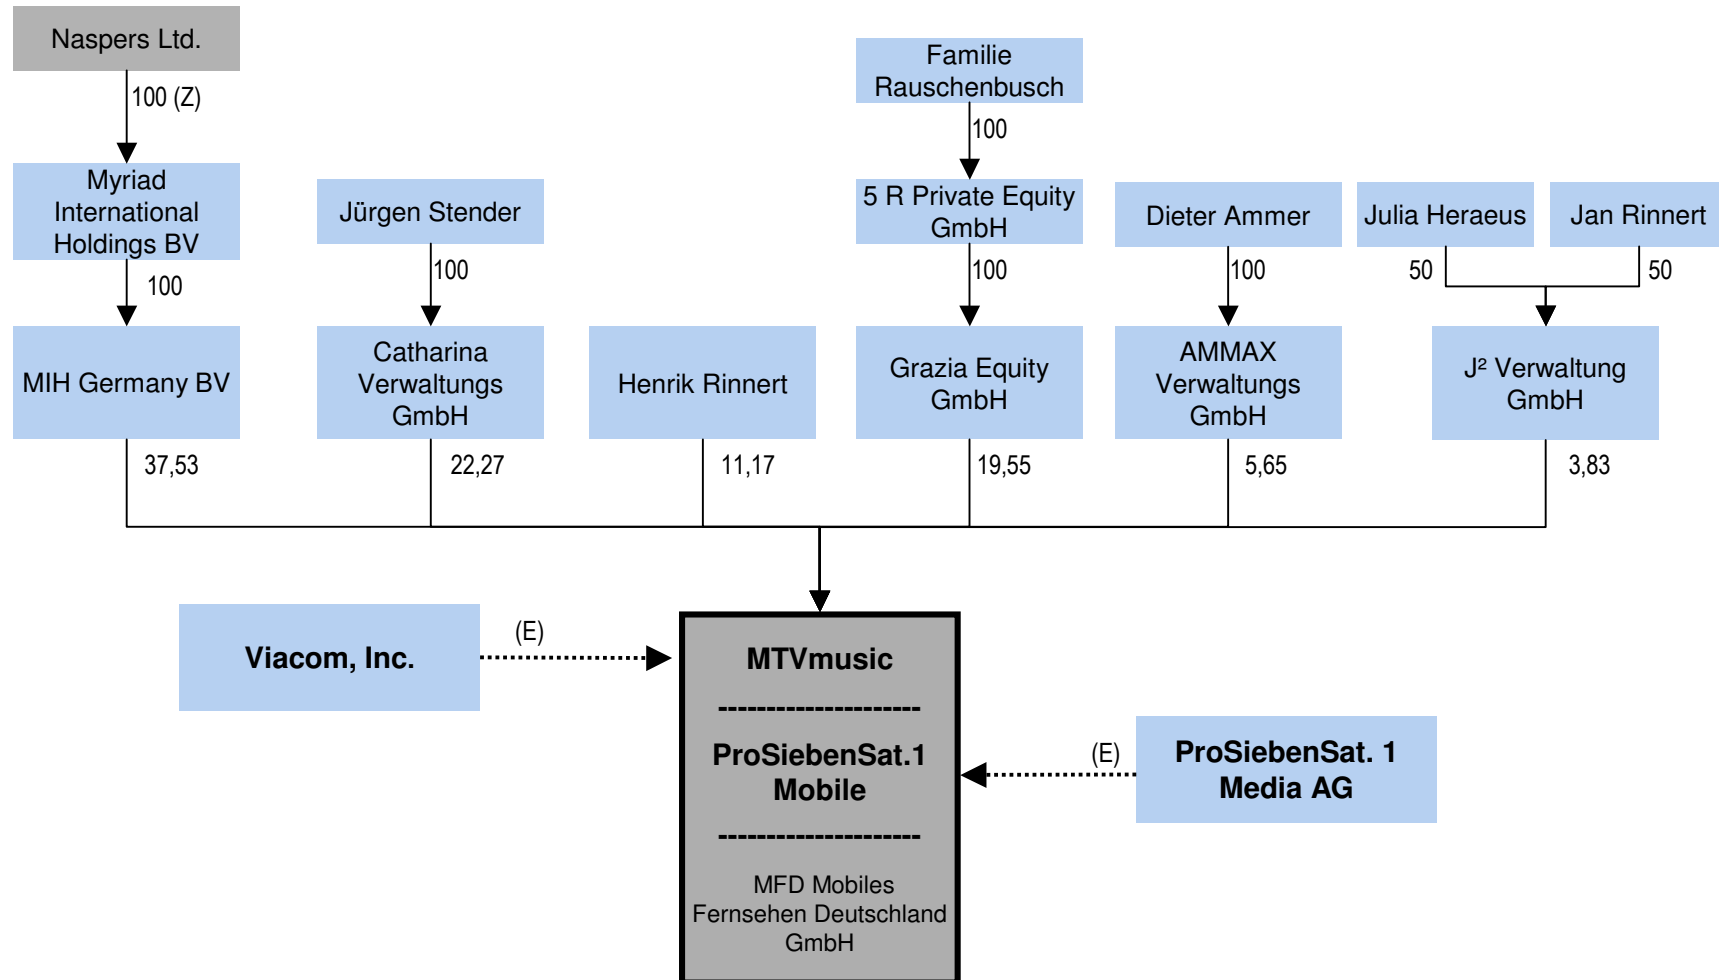 Naspers Ltd.
100 (Z)
Familie
Rauschenbusch
100
Myriad
International
Holdings BV
Jürgen Stender
5 R Private Equity
GmbH
Dieter Ammer
Julia Heraeus
Jan Rinnert
100
100
100
100
50
50
MIH Germany BV
Catharina
Verwaltungs
GmbH
Henrik Rinnert
Grazia Equity
GmbH
AMMAX
Verwaltungs
GmbH
J² Verwaltung
GmbH
37,53
22,27
11,17
19,55
5,65
3,83
Viacom, Inc.
(E)
MTVmusic
---------------------
ProSiebenSat.1
Mobile
---------------------
MFD Mobiles
Fernsehen Deutschland
GmbH
(E)
ProSiebenSat. 1
Media AG